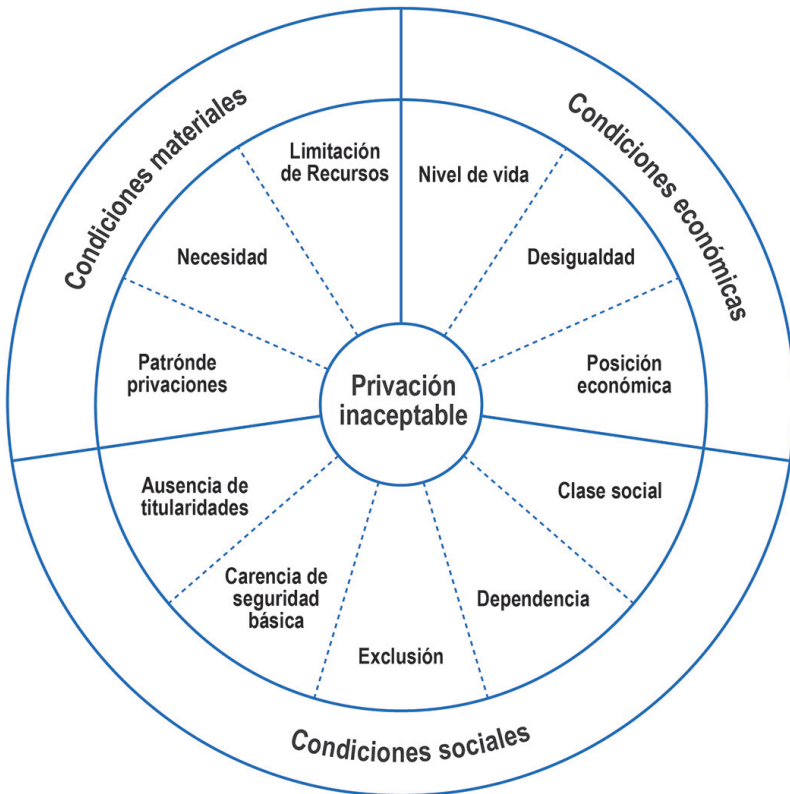 Condiciones materiales
Condiciones económicas
Limitación
de Recursos
Nivel de vida
Necesidad
Desigualdad
Patrónde
privaciones
Privación
inaceptable
Posición
económica
Ausencia de
titularidades
Clase social
Carencia de
seguridad
básica
Dependencia
Exclusión
Condiciones sociales